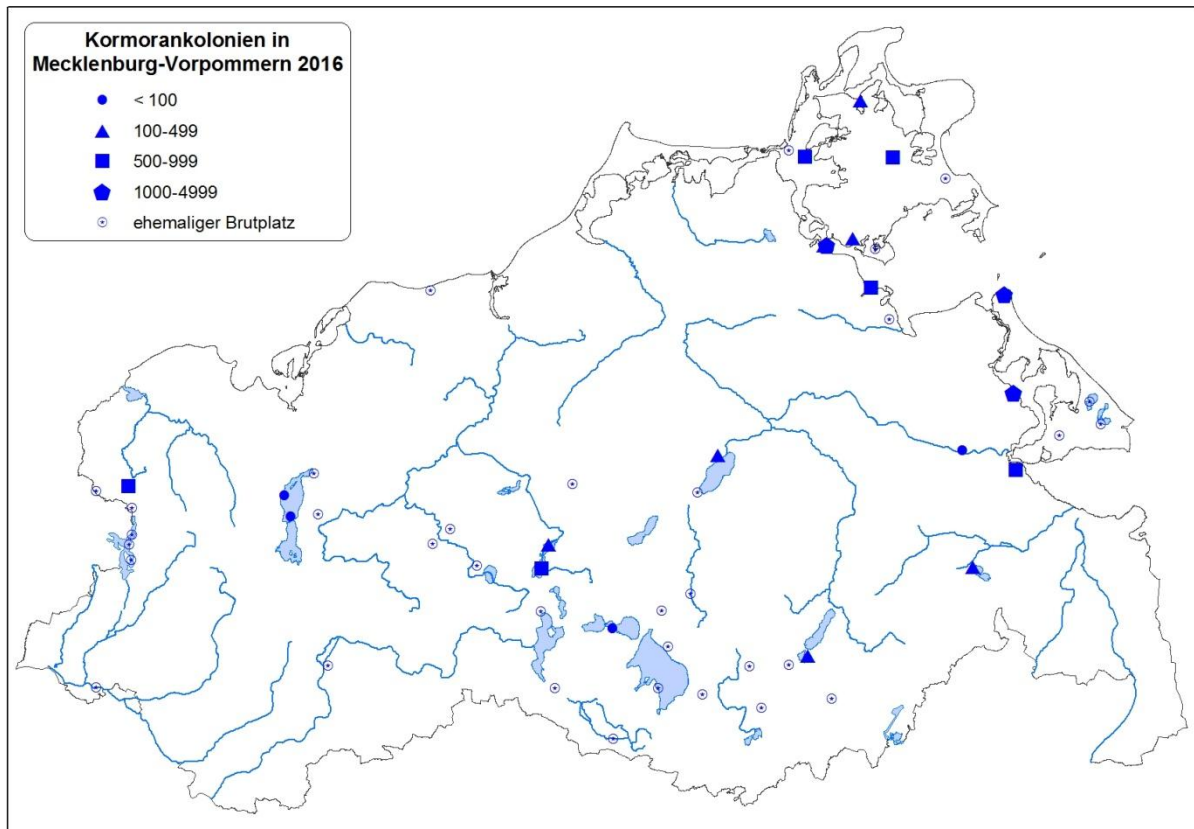 Kormorankolonien in
Mecklenburg-Vorpommern 2016
< 100
100-499
500-999
1000-4999
ehemaliger Brutplatz